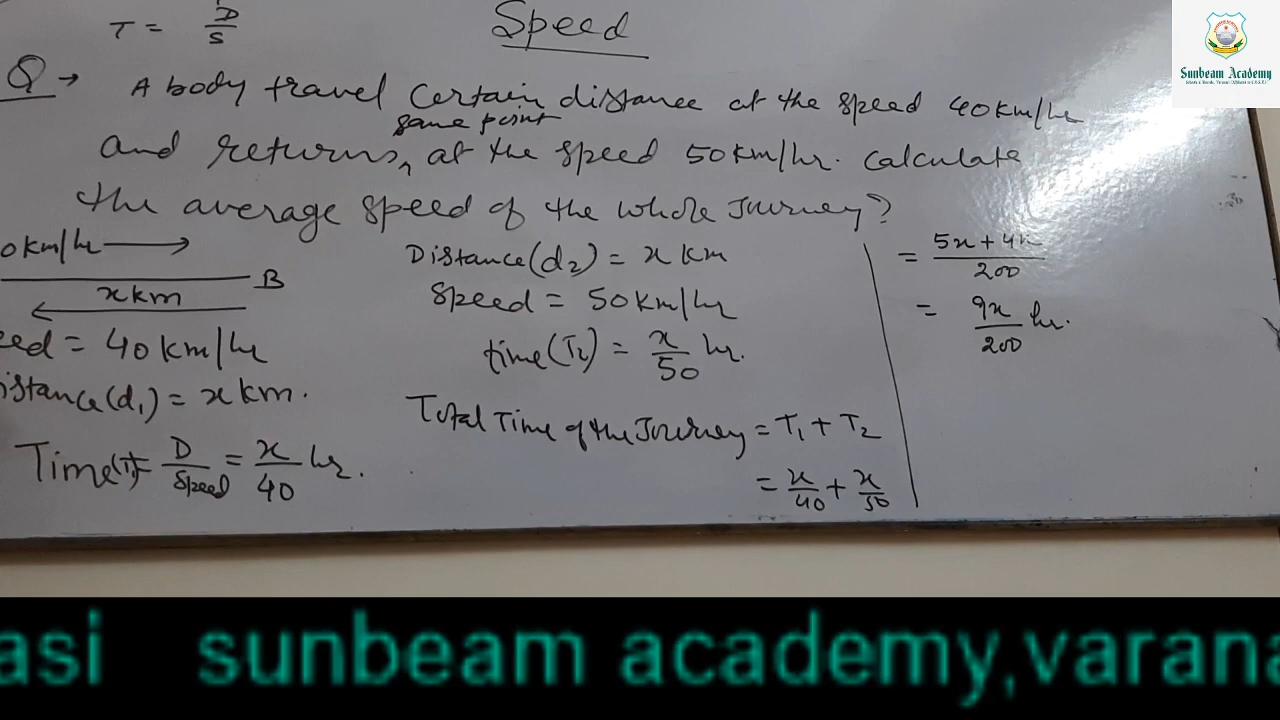 T = D/S
Speed
Sunbeam Academy
Q → A body travel certain distance at the speed 40km/hr
same point
and returns, at the speed 50km/hr. calculate
the average speed of the whole Journey?
0km/hr →
B
x km
eed = 40km/hr
istance(d₁) = x km.
Time(T₁) = D/Speed = x/40 hr.
Distance(d₂) = x km
Speed = 50km/hr
time(T₂) = x/50 hr.
Total Time of the Journey = T₁ + T₂
= x/40 + x/50
= 5x+4x/200
= 9x/200 hr.
asi sunbeam academy,varana